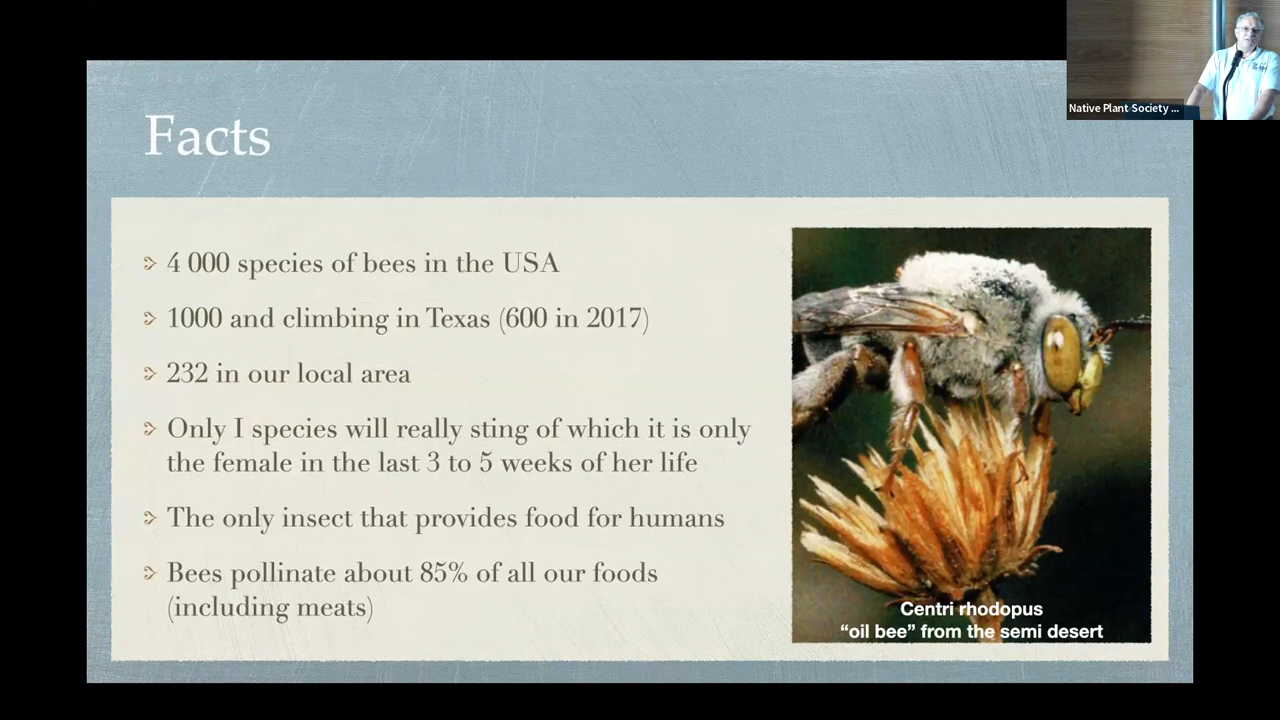 Native Plant Society ...
Facts
4 000 species of bees in the USA
1000 and climbing in Texas (600 in 2017)
232 in our local area
Only I species will really sting of which it is only
the female in the last 3 to 5 weeks of her life
The only insect that provides food for humans
Bees pollinate about 85% of all our foods
(including meats)
Centri rhodopus
“oil bee” from the semi desert